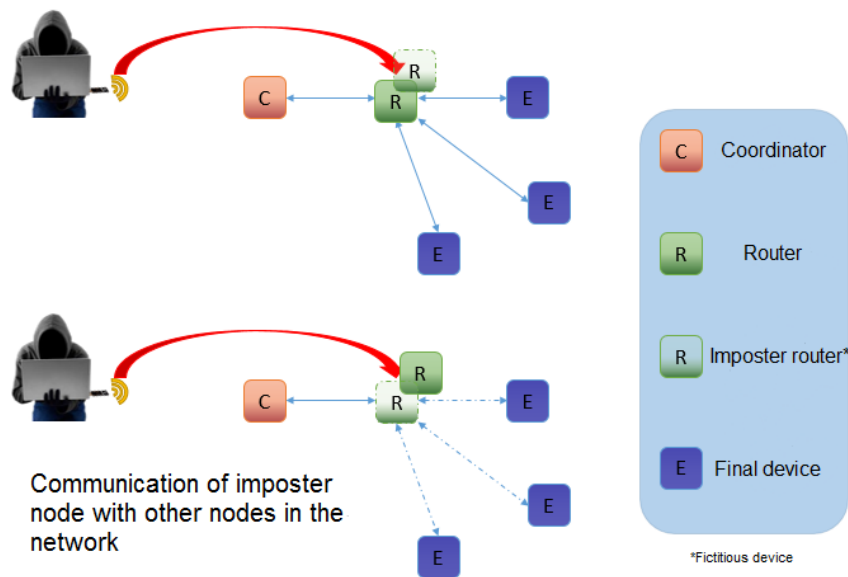 R
C
R
E
E
E
R
C
R
E
E
E
Communication of imposter
node with other nodes in the
network
C Coordinator
R Router
R Imposter router*
E Final device
*Fictitious device